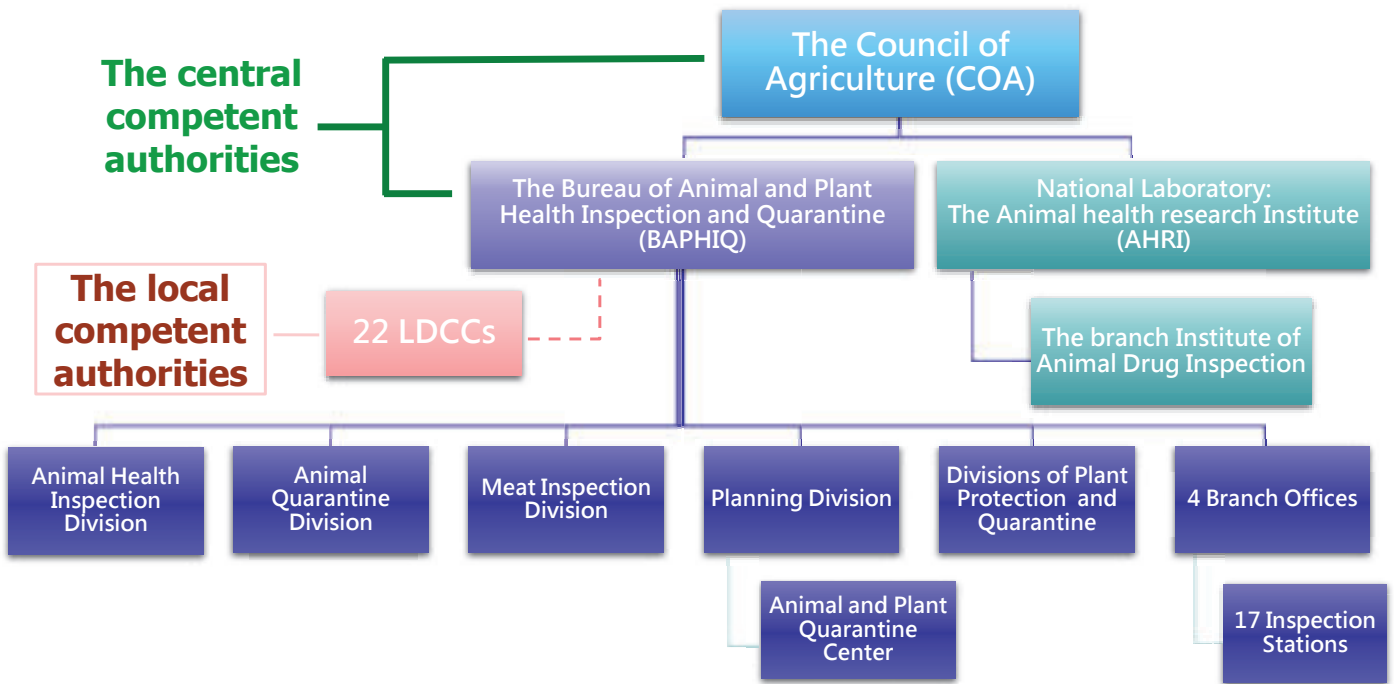 The Council of
Agriculture (COA)
The central
competent
authorities
The Bureau of Animal and Plant
Health Inspection and Quarantine
(BAPHIQ)
National Laboratory:
The Animal health research Institute
(AHRI)
The local
competent
authorities
22 LDCCs
The branch Institute of
Animal Drug Inspection
Animal Health
Inspection
Division
Animal
Quarantine
Division
Meat Inspection
Division
Planning Division
Divisions of Plant
Protection and
Quarantine
4 Branch Offices
Animal and Plant
Quarantine
Center
17 Inspection
Stations